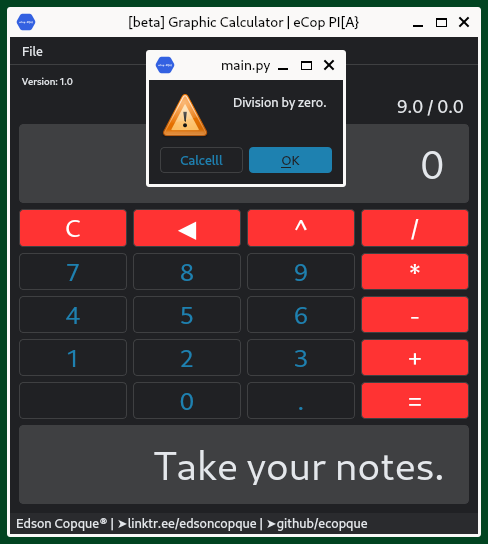 [beta] Graphic Calculator | eCop PI[A}
File
Version: 1.0
main.py
Division by zero.
Calcelll
OK
9.0 / 0.0
0
C ◀ ^ /
7 8 9 *
4 5 6 -
1 2 3 +
0 . =
Take your notes.
Edson Copque® | ➤linktr.ee/edsoncopque | ➤github/ecopque